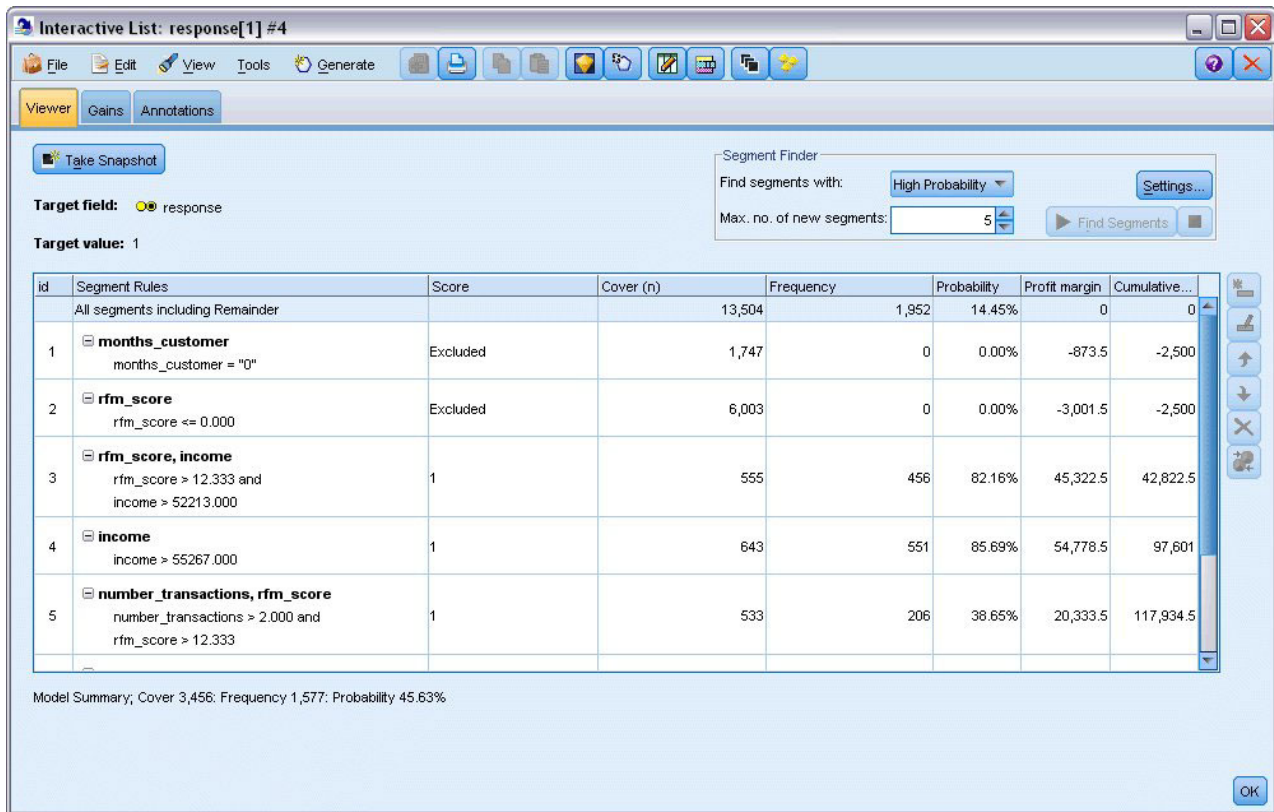 Interactive List: response[1] #4
File Edit View Tools Generate
Viewer Gains Annotations
Take Snapshot
Segment Finder
Find segments with: High Probability Settings...
Max. no. of new segments: 5 Find Segments
Target field: response
Target value: 1
id Segment Rules Score Cover (n) Frequency Probability Profit margin Cumulative...
All segments including Remainder 13,504 1,952 14.45% 0 0
1 months_customer Excluded 1,747 0 0.00% -873.5 -2,500
months_customer = "0"
2 rfm_score Excluded 6,003 0 0.00% -3,001.5 -2,500
rfm_score <= 0.000
3 rfm_score, income 1 555 456 82.16% 45,322.5 42,822.5
rfm_score > 12.333 and
income > 52213.000
4 income 1 643 551 85.69% 54,778.5 97,601
income > 55267.000
5 number_transactions, rfm_score 1 533 206 38.65% 20,333.5 117,934.5
number_transactions > 2.000 and
rfm_score > 12.333
Model Summary; Cover 3,456: Frequency 1,577: Probability 45.63%
OK